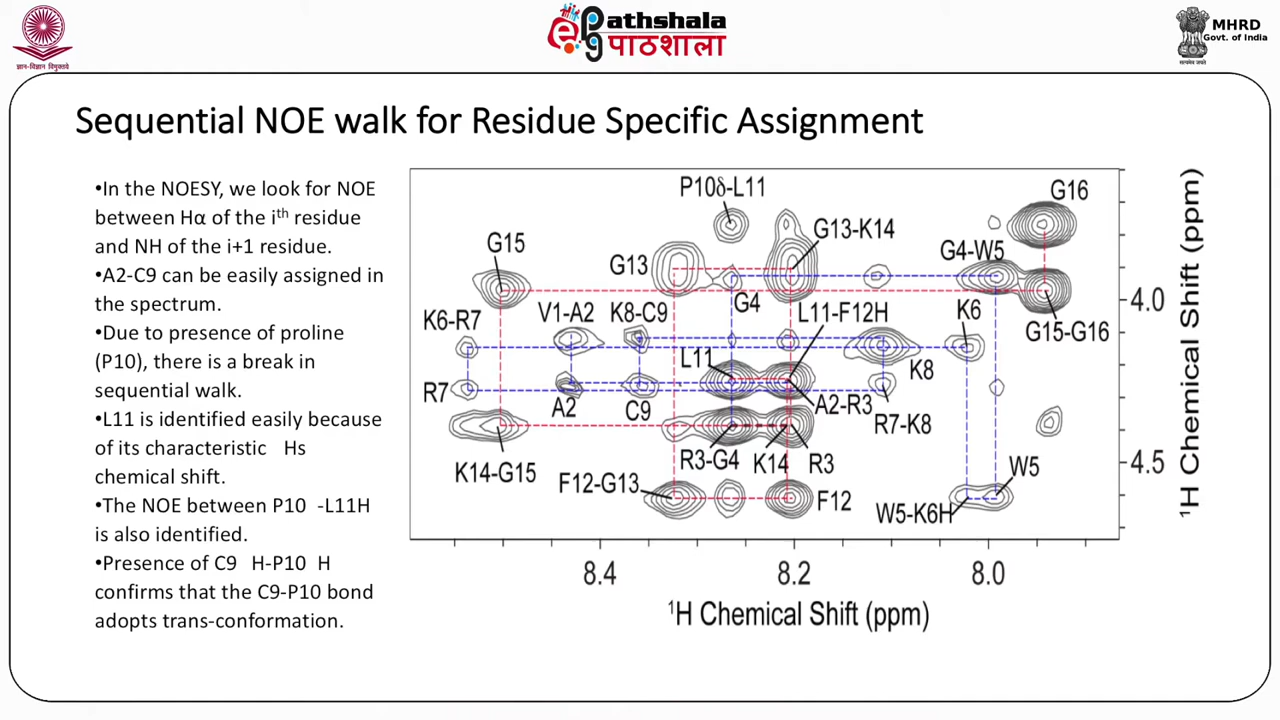 ज्ञान-विज्ञान विमुक्तये
ePathshala
पाठशाला
MHRD
Govt. of India
सत्यमेव जयते
Sequential NOE walk for Residue Specific Assignment
•In the NOESY, we look for NOE
between Hα of the ith residue
and NH of the i+1 residue.
•A2-C9 can be easily assigned in
the spectrum.
•Due to presence of proline
(P10), there is a break in
sequential walk.
•L11 is identified easily because
of its characteristic Hs
chemical shift.
•The NOE between P10 -L11H
is also identified.
•Presence of C9 H-P10 H
confirms that the C9-P10 bond
adopts trans-conformation.
P10δ-L11
G16
G15
G13
G13-K14
G4-W5
G4
K6-R7
V1-A2
K8-C9
L11-F12H
K6
G15-G16
L11
K8
R7
A2
C9
A2-R3
R7-K8
K14-G15
R3-G4
K14
R3
F12-G13
F12
W5-K6H
W5
4.0
4.5
¹H Chemical Shift (ppm)
8.4
8.2
8.0
¹H Chemical Shift (ppm)